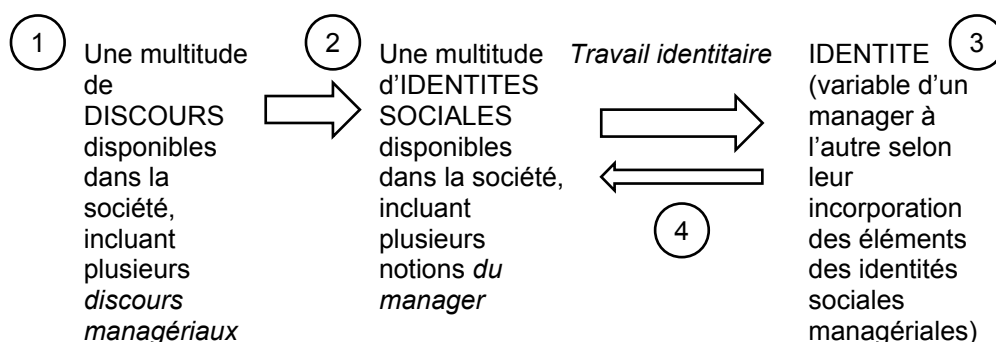 1
Une multitude
de
DISCOURS
disponibles
dans la
société,
incluant
plusieurs
discours
managériaux
2
Une multitude
d'IDENTITES
SOCIALES
disponibles
dans la société,
incluant
plusieurs
notions du
manager
Travail identitaire
4
3
IDENTITE
(variable d'un
manager à
l'autre selon
leur
incorporation
des éléments
des identités
sociales
managériales)